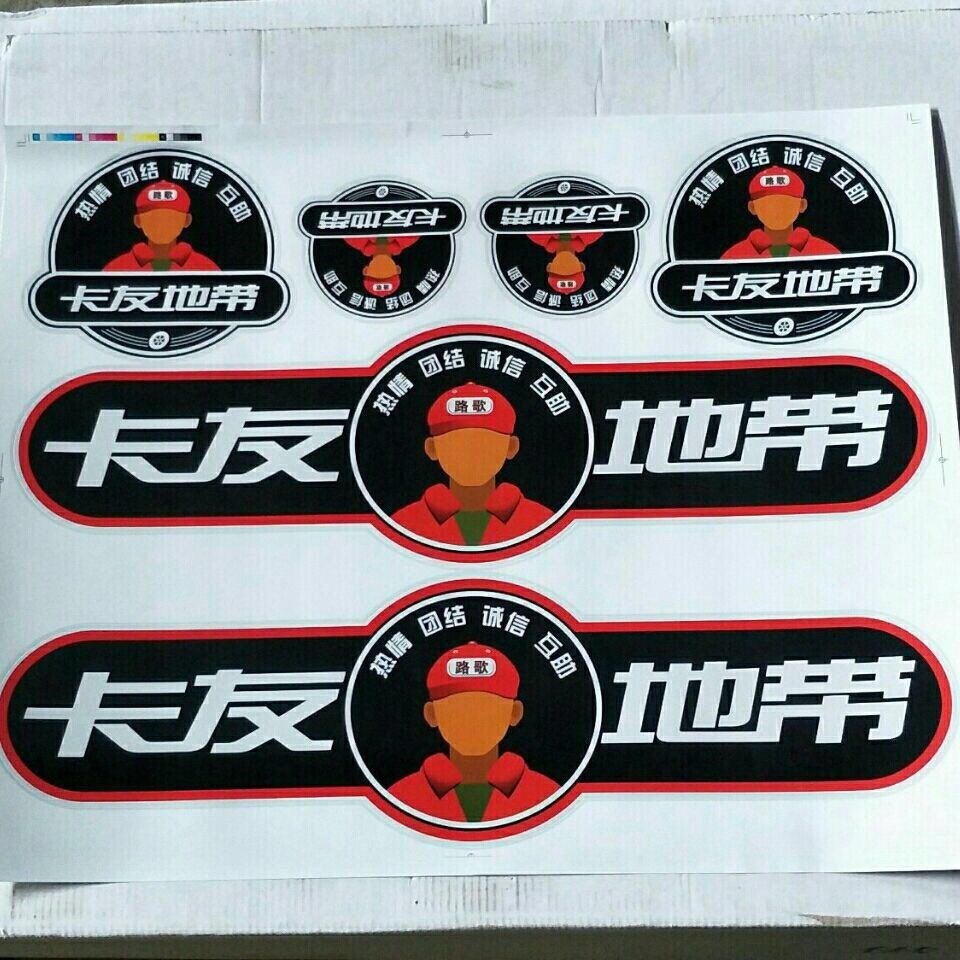 热情 团结 诚信 互助
路歌
卡友地带
卡友地带
热情 团结 诚信 互助
路歌
卡友地带
热情 团结 诚信 互助
路歌
热情 团结 诚信 互助
路歌
卡友地带
热情 团结 诚信 互助
路歌
卡友地带
热情 团结 诚信 互助
路歌
卡友地带